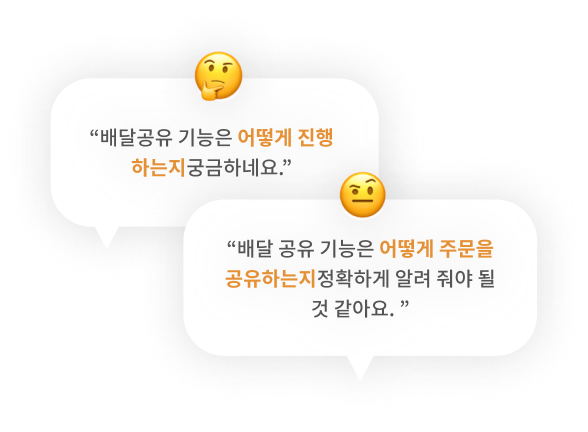 “배달공유 기능은 어떻게 진행
하는지궁금하네요.”
“배달 공유 기능은 어떻게 주문을
공유하는지정확하게 알려 줘야 될
것 같아요. ”